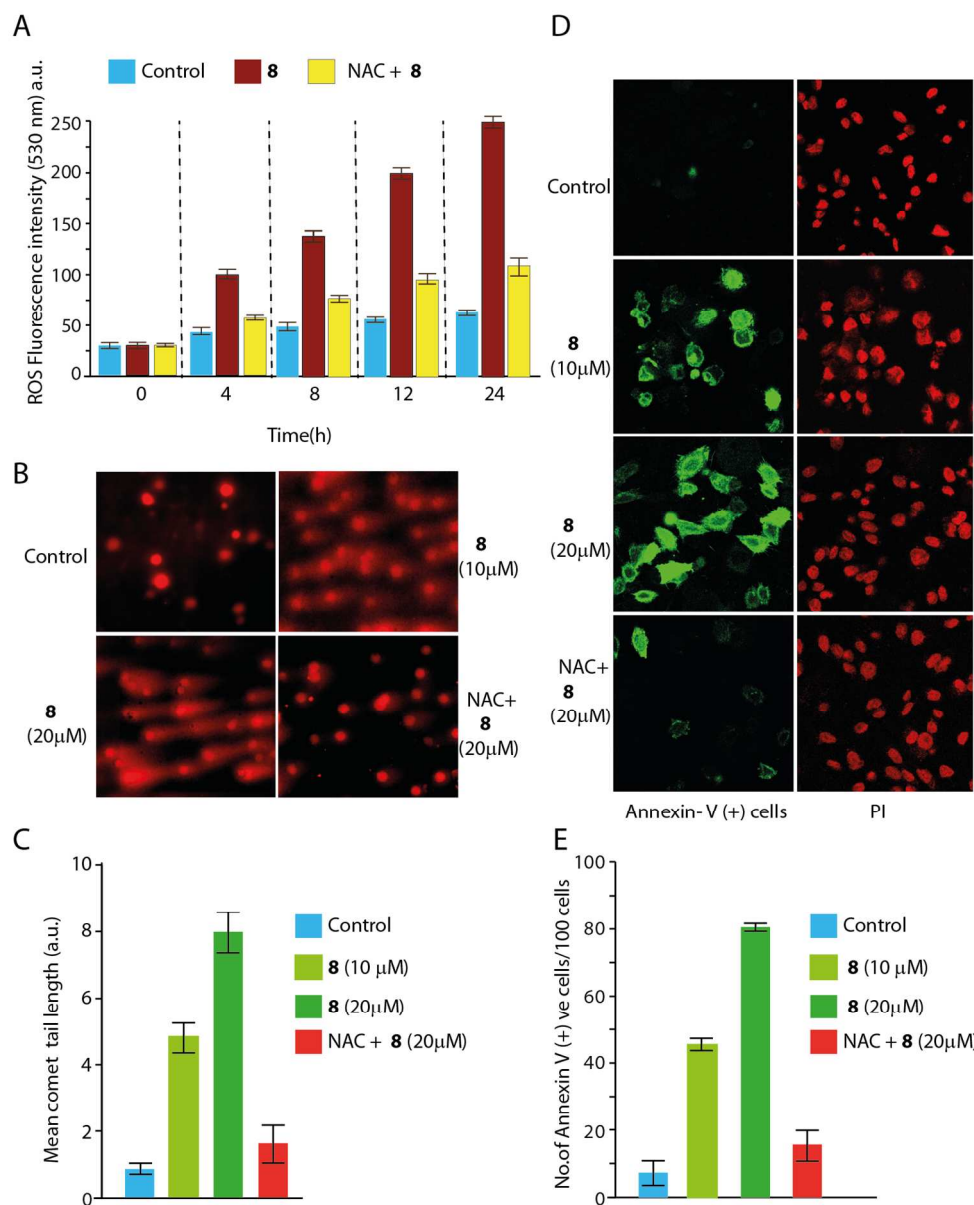 A
Control 8 NAC + 8
ROS Fluorescence intensity (530 nm) a.u.
250
200
150
100
50
0
0 4 8 12 24
Time(h)
B
Control
8
(10µM)
8
(20µM)
NAC+
8
(20µM)
C
Mean comet tail length (a.u.)
10
8
6
4
2
0
Control
8 (10 µM)
8 (20µM)
NAC + 8 (20µM)
D
Control
8
(10µM)
8
(20µM)
NAC+
8
(20µM)
Annexin- V (+) cells PI
E
No.of Annexin V (+) ve cells/100 cells
100
80
60
40
20
0
Control
8 (10 µM)
8 (20µM)
NAC + 8 (20µM)